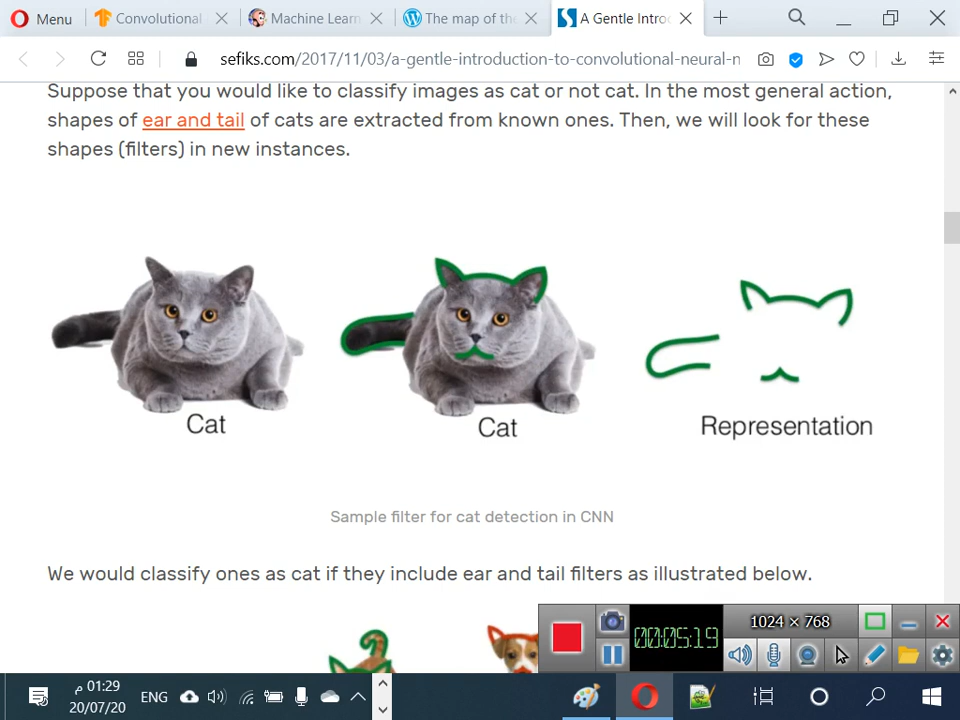 Menu
Convolutional
Machine Learn
The map of the
A Gentle Intro
sefiks.com/2017/11/03/a-gentle-introduction-to-convolutional-neural-n
Suppose that you would like to classify images as cat or not cat. In the most general action,
shapes of ear and tail of cats are extracted from known ones. Then, we will look for these
shapes (filters) in new instances.
Cat
Cat
Representation
Sample filter for cat detection in CNN
We would classify ones as cat if they include ear and tail filters as illustrated below.
00:05:19
1024 × 768
01:29 م
20/07/20
ENG